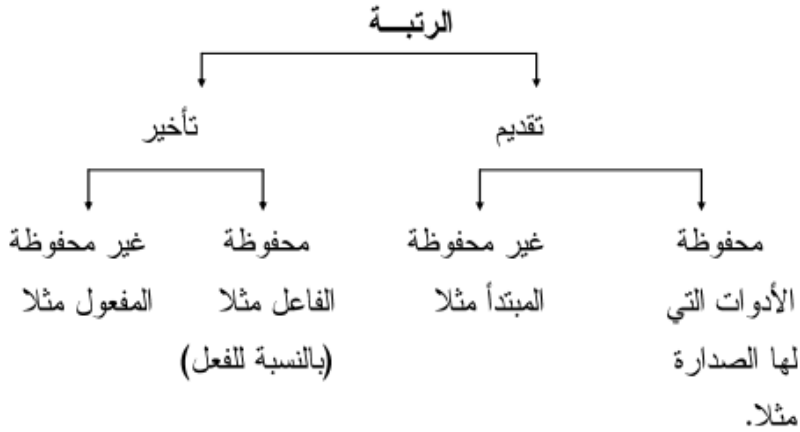 الرتبـــة
تقديم تأخير
محفوظة غير محفوظة محفوظة غير محفوظة
الأدوات التي المبتدأ مثلا الفاعل مثلا المفعول مثلا
لها الصدارة (بالنسبة للفعل)
مثلا.